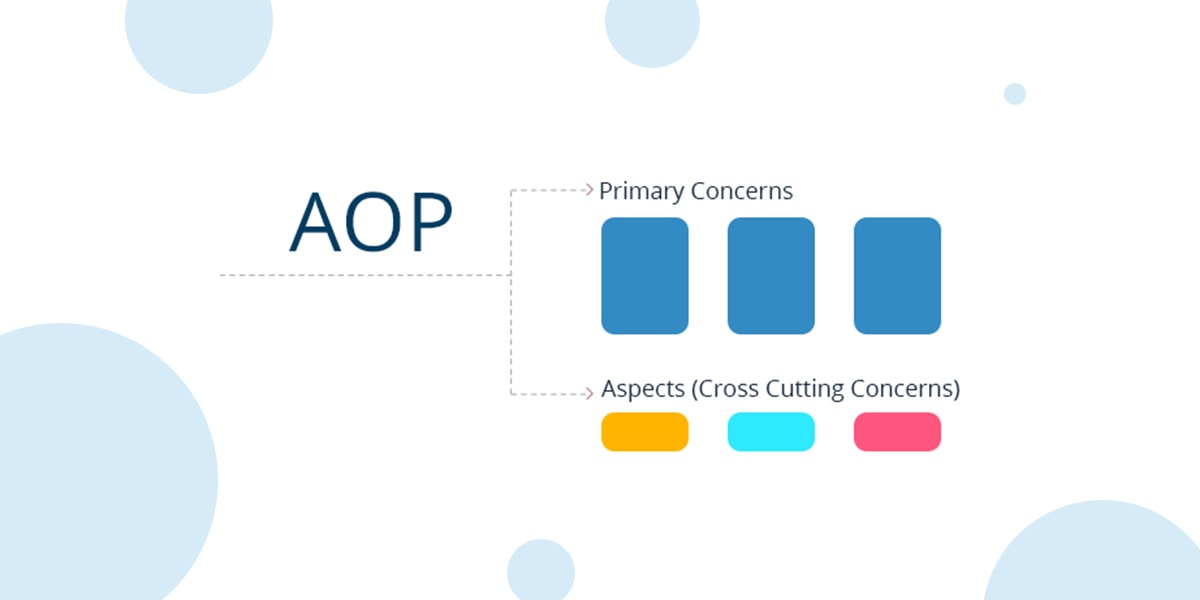 AOP
Primary Concerns
Aspects (Cross Cutting Concerns)